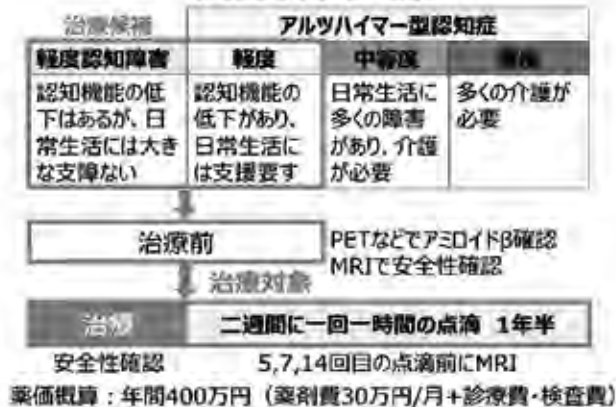 治療候補 アルツハイマー型認知症
軽度認知障害 軽度 中等度
認知機能の低 認知機能の 日常生活に 多くの介護が
下はあるが、日 低下があり、 多くの障害 必要
常生活には大き 日常生活に があり、介護
な支障ない は支援要す が必要
治療前 PETなどでアミロイドβ確認
MRIで安全性確認
治療対象
治療 二週間に一回一時間の点滴 1年半
安全性確認 5,7,14回目の点滴前にMRI
薬価概算：年間400万円（薬剤費30万円/月+診療費・検査費）